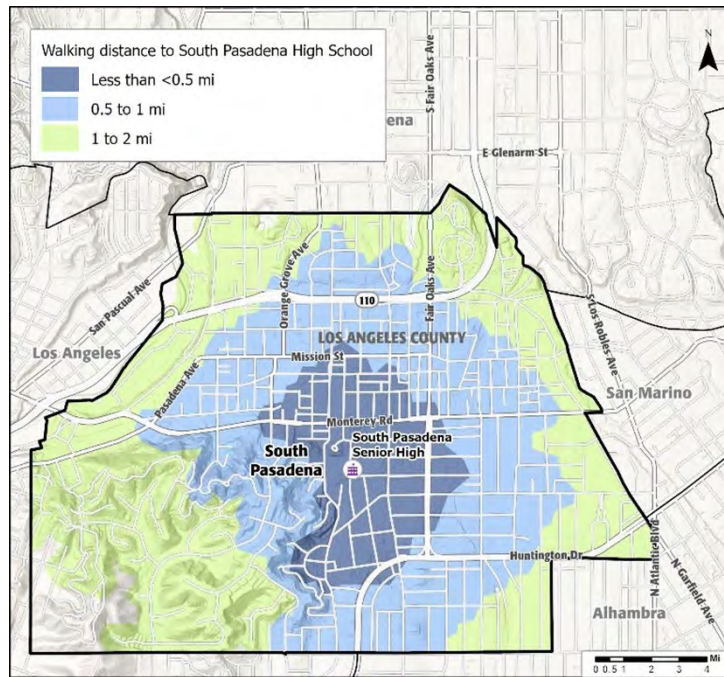 Walking distance to South Pasadena High School
Less than <0.5 mi
0.5 to 1 mi
1 to 2 mi
N
S Fair Oaks Ave
ena
E Glenarm St
San Pascual Ave
Orange Grove Ave
110
Fair Oaks Ave
S Los Robles Ave
Los Angeles
LOS ANGELES COUNTY
Mission St
Pasadena Ave
San Marino
Monterey Rd
South
Pasadena
South Pasadena
Senior High
Huntington Dr
N Atlantic Blvd
N Garfield Ave
Alhambra
Mi
0 0.5 1 2 3 4